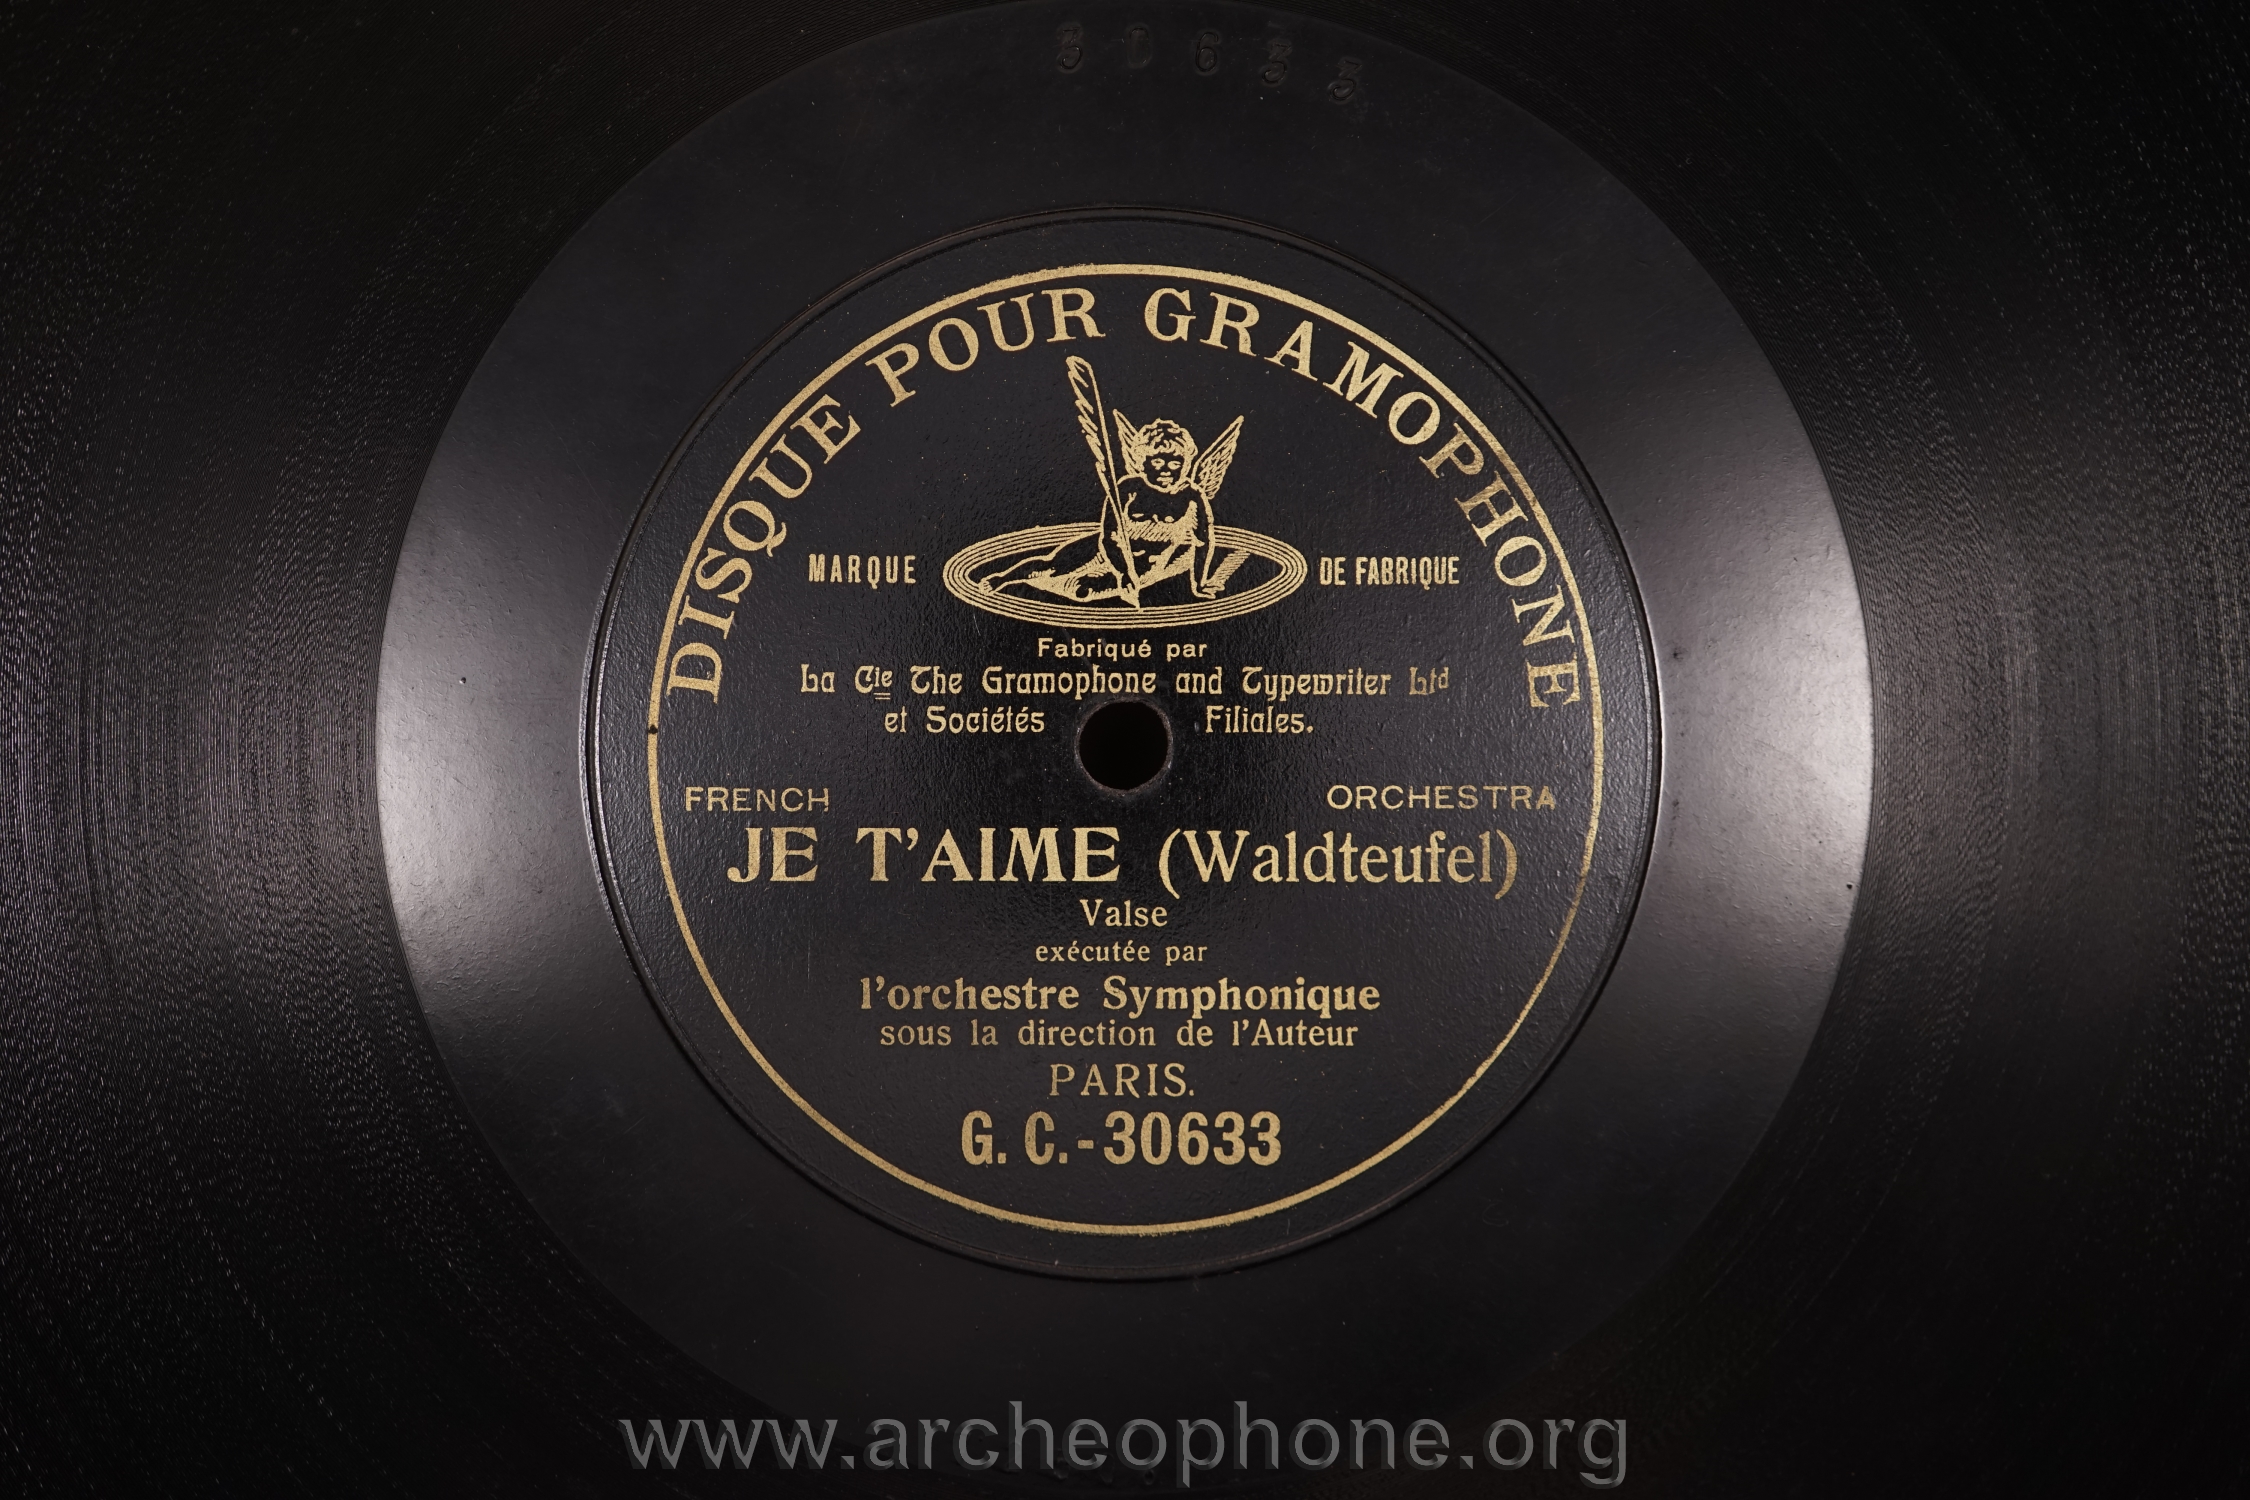 30633
DISQUE POUR GRAMOPHONE
MARQUE DE FABRIQUE
Fabriqué par
La Cie The Gramophone and Typewriter Ltd
et Sociétés Filiales.
FRENCH ORCHESTRA
JE T'AIME (Waldteufel)
Valse
exécutée par
l'orchestre Symphonique
sous la direction de l'Auteur
PARIS.
G. C.-30633
www.archeophone.org